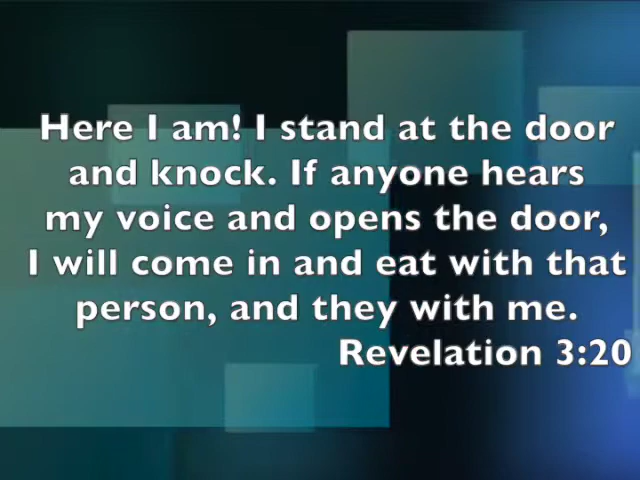 Here I am! I stand at the door
and knock. If anyone hears
my voice and opens the door,
I will come in and eat with that
person, and they with me.
Revelation 3:20